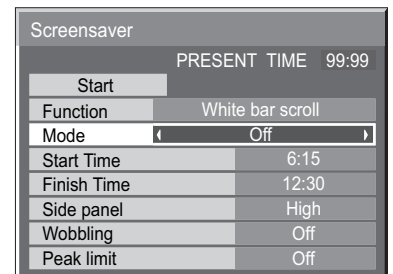 Screensaver
PRESENT TIME 99:99
Start
Function White bar scroll
Mode Off
Start Time 6:15
Finish Time 12:30
Side panel High
Wobbling Off
Peak limit Off